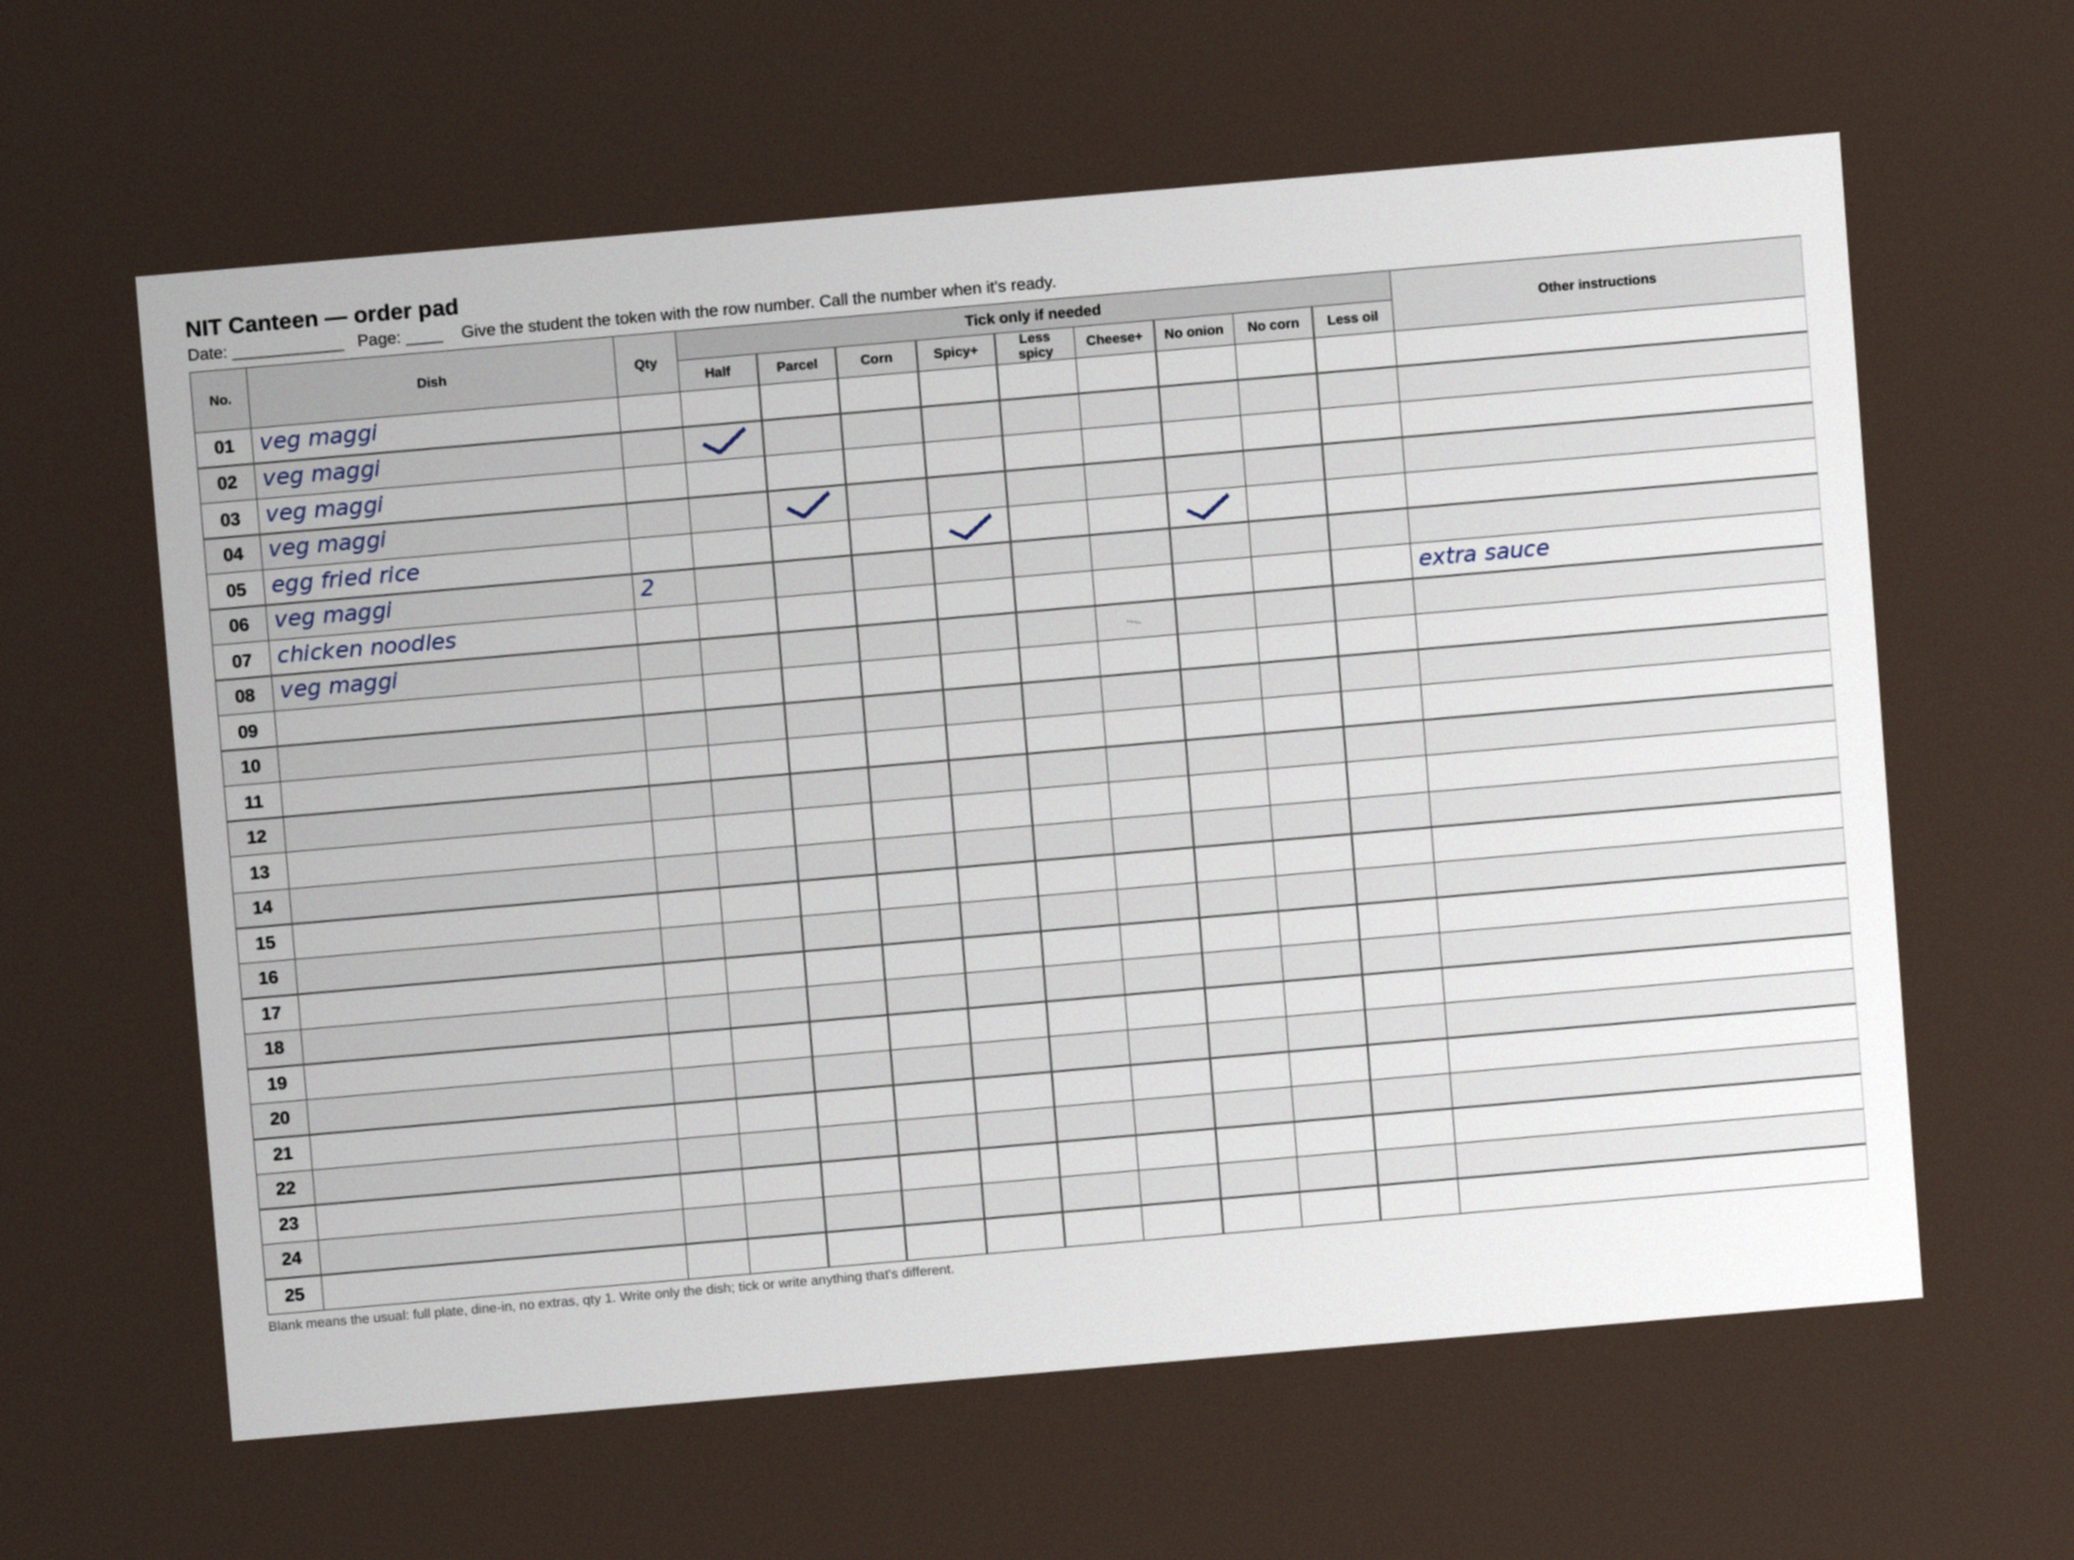 NIT Canteen — order pad
Date: ____________ Page: ____ Give the student the token with the row number. Call the number when it's ready.
No. Dish Qty Tick only if needed Other instructions
Half Parcel Corn Spicy+ Less spicy Cheese+ No onion No corn Less oil
01 veg maggi
02 veg maggi ✓
03 veg maggi
04 veg maggi ✓
05 egg fried rice ✓ ✓
06 veg maggi 2
07 chicken noodles extra sauce
08 veg maggi
09
10
11
12
13
14
15
16
17
18
19
20
21
22
23
24
25
Blank means the usual: full plate, dine-in, no extras, qty 1. Write only the dish; tick or write anything that's different.